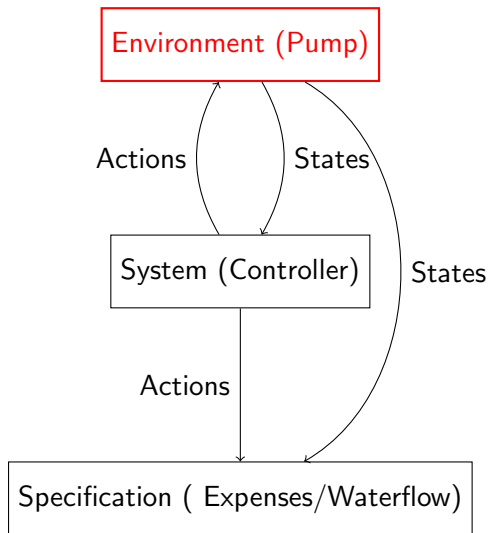 Environment (Pump)
Actions
States
System (Controller)
States
Actions
Specification ( Expenses/Waterflow)